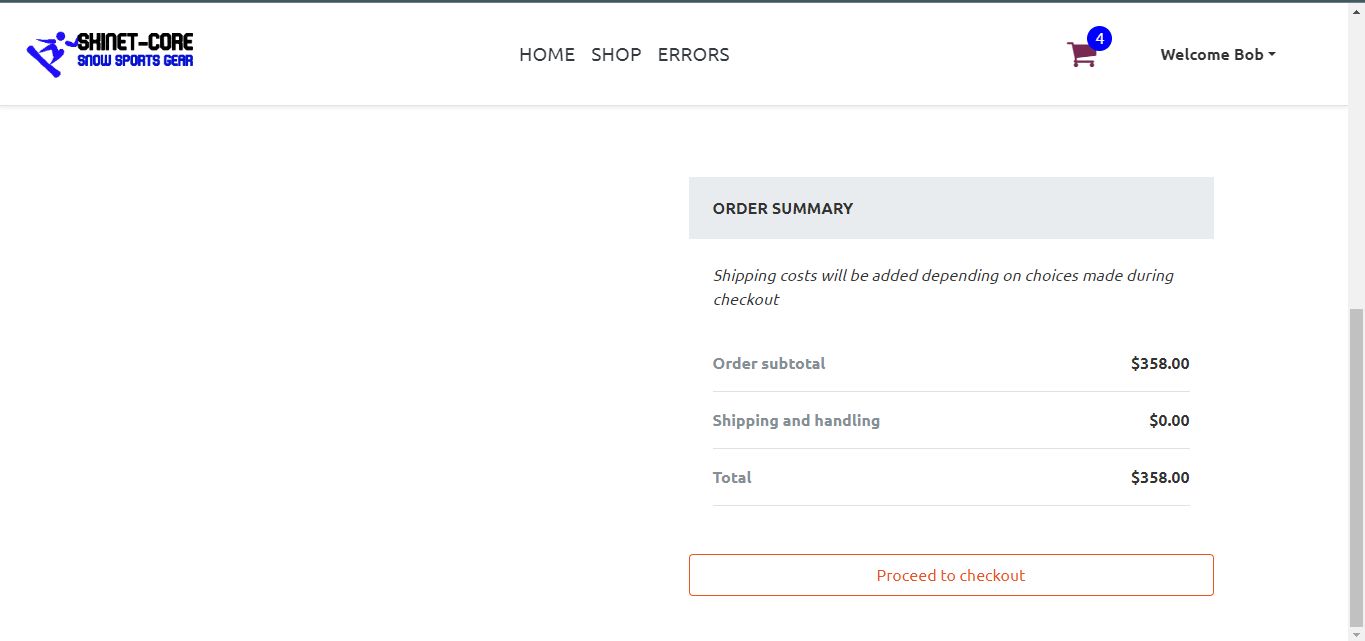 SKINET-CORE
SNOW SPORTS GEAR
HOME SHOP ERRORS
4
Welcome Bob
ORDER SUMMARY
Shipping costs will be added depending on choices made during
checkout
Order subtotal $358.00
Shipping and handling $0.00
Total $358.00
Proceed to checkout